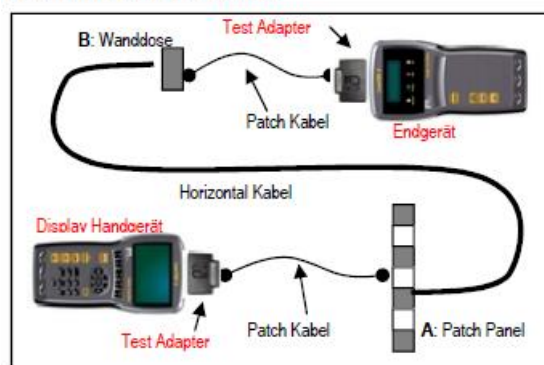 B: Wanddose
Test Adapter
Patch Kabel
Endgerät
Horizontal Kabel
Display Handgerät
Test Adapter
Patch Kabel
A: Patch Panel